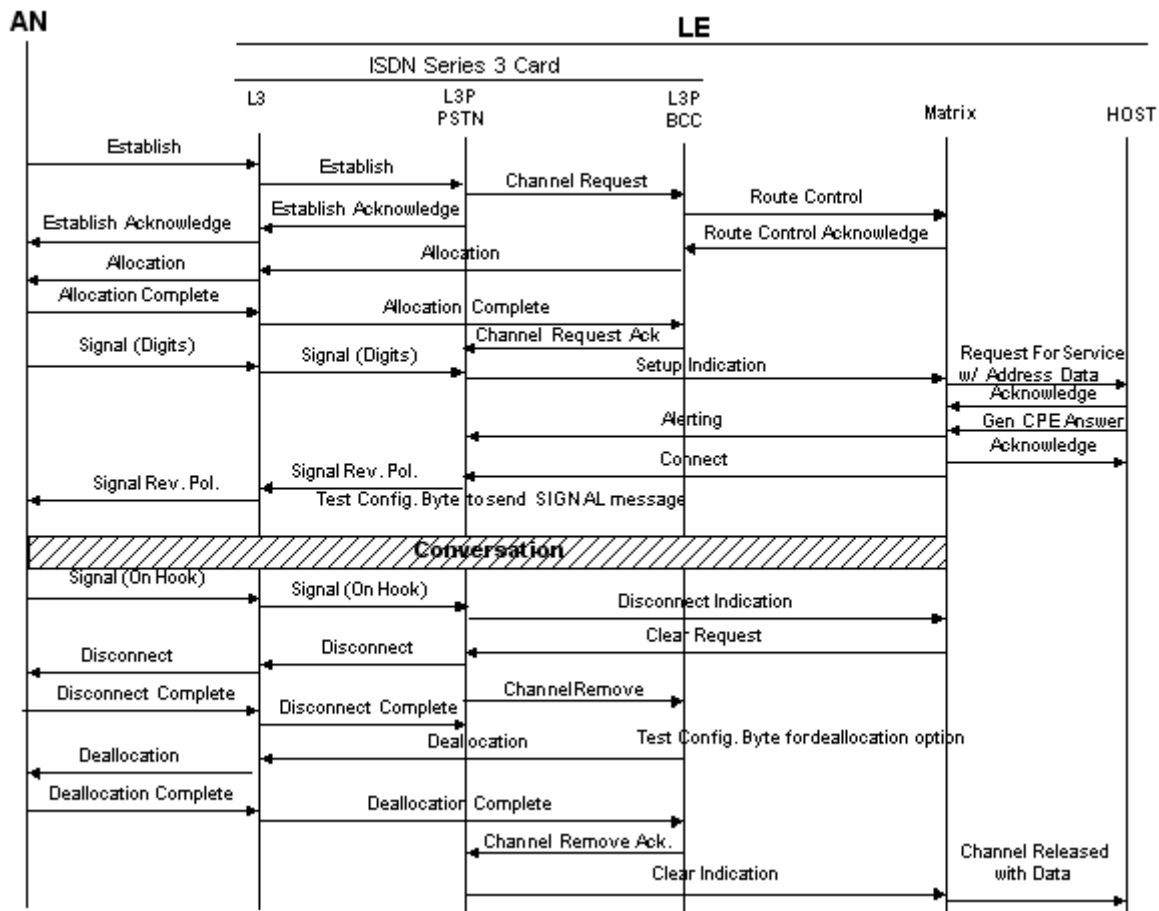 AN
LE
ISDN Series 3 Card
L3
L3P PSTN
L3P BCC
Matrix
HOST
Establish
Establish
Channel Request
Route Control
Establish Acknowledge
Establish Acknowledge
Route Control Acknowledge
Allocation
Allocation
Allocation Complete
Allocation Complete
Channel Request Ack
Signal (Digits)
Signal (Digits)
Setup Indication
Request For Service
w/ Address Data
Acknowledge
Alerting
Gen CPE Answer
Connect
Acknowledge
Signal Rev. Pol.
Signal Rev. Pol.
Test Config. Byte to send SIGNAL message
Conversation
Signal (On Hook)
Signal (On Hook)
Disconnect Indication
Clear Request
Disconnect
Disconnect
Disconnect Complete
Channel Remove
Disconnect Complete
Deallocation
Test Config. Byte for deallocation option
Deallocation
Deallocation Complete
Deallocation Complete
Channel Remove Ack.
Clear Indication
Channel Released
with Data